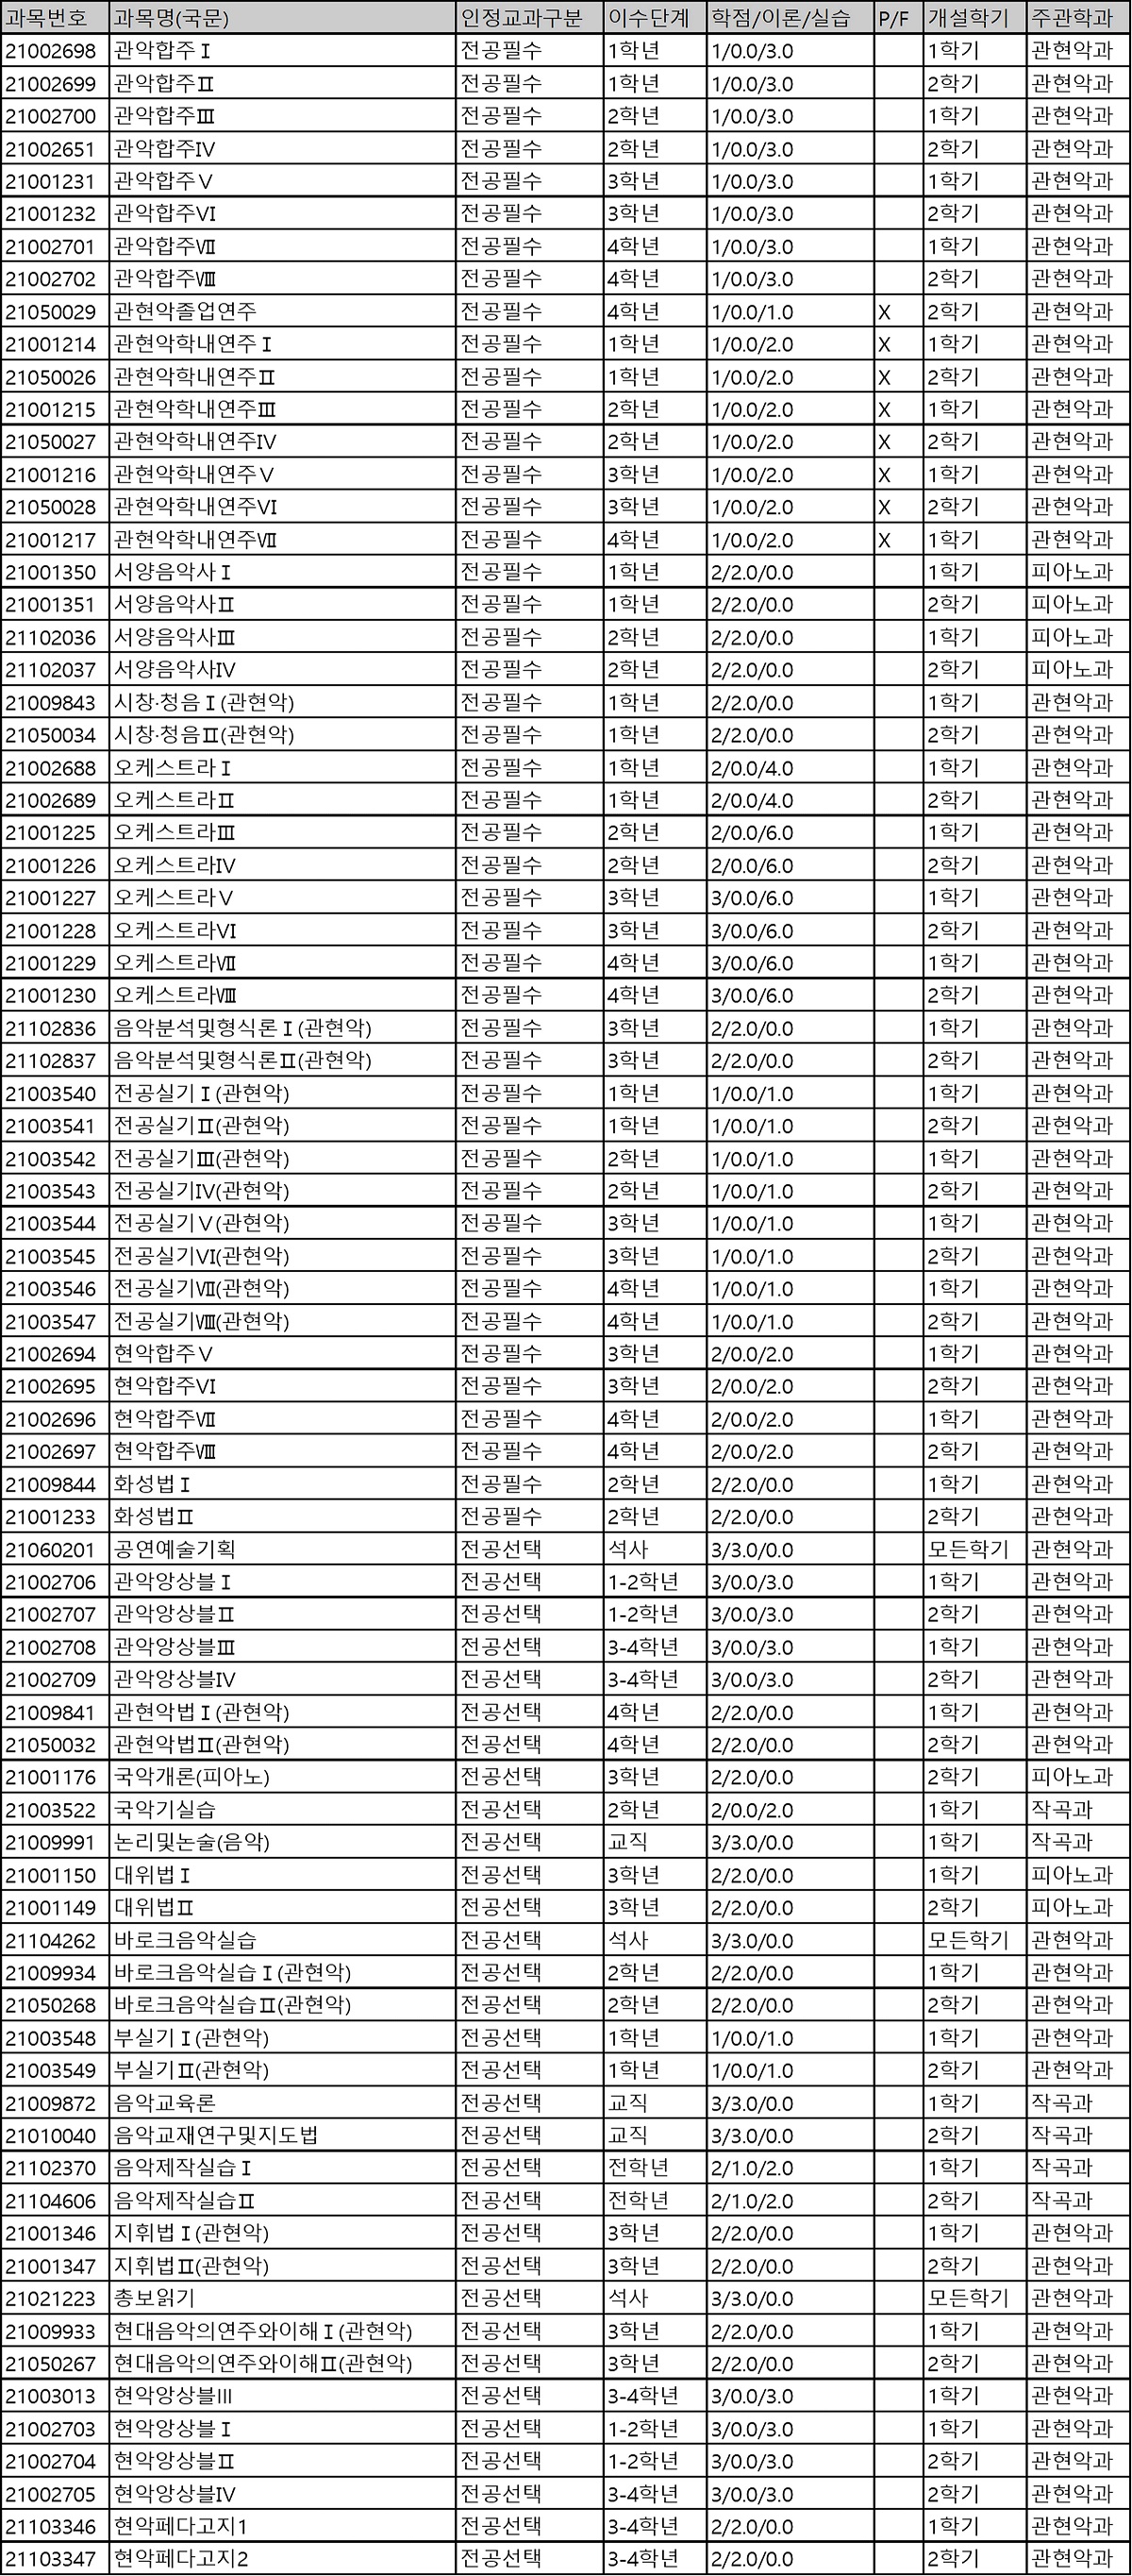 과목번호 과목명(국문) 인정교과구분 이수단계 학점/이론/실습 P/F 개설학기 주관학과
21002698 관악합주Ⅰ 전공필수 1학년 1/0.0/3.0 1학기 관현악과
21002699 관악합주Ⅱ 전공필수 1학년 1/0.0/3.0 2학기 관현악과
21002700 관악합주Ⅲ 전공필수 2학년 1/0.0/3.0 1학기 관현악과
21002651 관악합주Ⅳ 전공필수 2학년 1/0.0/3.0 2학기 관현악과
21001231 관악합주Ⅴ 전공필수 3학년 1/0.0/3.0 1학기 관현악과
21001232 관악합주Ⅵ 전공필수 3학년 1/0.0/3.0 2학기 관현악과
21002701 관악합주Ⅶ 전공필수 4학년 1/0.0/3.0 1학기 관현악과
21002702 관악합주Ⅷ 전공필수 4학년 1/0.0/3.0 2학기 관현악과
21050029 관현악졸업연주 전공필수 4학년 1/0.0/1.0 X 2학기 관현악과
21001214 관현악학내연주Ⅰ 전공필수 1학년 1/0.0/2.0 X 1학기 관현악과
21050026 관현악학내연주Ⅱ 전공필수 1학년 1/0.0/2.0 X 2학기 관현악과
21001215 관현악학내연주Ⅲ 전공필수 2학년 1/0.0/2.0 X 1학기 관현악과
21050027 관현악학내연주Ⅳ 전공필수 2학년 1/0.0/2.0 X 2학기 관현악과
21001216 관현악학내연주Ⅴ 전공필수 3학년 1/0.0/2.0 X 1학기 관현악과
21050028 관현악학내연주Ⅵ 전공필수 3학년 1/0.0/2.0 X 2학기 관현악과
21001217 관현악학내연주Ⅶ 전공필수 4학년 1/0.0/2.0 X 1학기 관현악과
21001350 서양음악사Ⅰ 전공필수 1학년 2/2.0/0.0 1학기 피아노과
21001351 서양음악사Ⅱ 전공필수 1학년 2/2.0/0.0 2학기 피아노과
21102036 서양음악사Ⅲ 전공필수 2학년 2/2.0/0.0 1학기 피아노과
21102037 서양음악사Ⅳ 전공필수 2학년 2/2.0/0.0 2학기 피아노과
21009843 시창·청음Ⅰ(관현악) 전공필수 1학년 2/2.0/0.0 1학기 관현악과
21050034 시창·청음Ⅱ(관현악) 전공필수 1학년 2/2.0/0.0 2학기 관현악과
21002688 오케스트라Ⅰ 전공필수 1학년 2/0.0/4.0 1학기 관현악과
21002689 오케스트라Ⅱ 전공필수 1학년 2/0.0/4.0 2학기 관현악과
21001225 오케스트라Ⅲ 전공필수 2학년 2/0.0/6.0 1학기 관현악과
21001226 오케스트라Ⅳ 전공필수 2학년 2/0.0/6.0 2학기 관현악과
21001227 오케스트라Ⅴ 전공필수 3학년 3/0.0/6.0 1학기 관현악과
21001228 오케스트라Ⅵ 전공필수 3학년 3/0.0/6.0 2학기 관현악과
21001229 오케스트라Ⅶ 전공필수 4학년 3/0.0/6.0 1학기 관현악과
21001230 오케스트라Ⅷ 전공필수 4학년 3/0.0/6.0 2학기 관현악과
21102836 음악분석및형식론Ⅰ(관현악) 전공필수 3학년 2/2.0/0.0 1학기 관현악과
21102837 음악분석및형식론Ⅱ(관현악) 전공필수 3학년 2/2.0/0.0 2학기 관현악과
21003540 전공실기Ⅰ(관현악) 전공필수 1학년 1/0.0/1.0 1학기 관현악과
21003541 전공실기Ⅱ(관현악) 전공필수 1학년 1/0.0/1.0 2학기 관현악과
21003542 전공실기Ⅲ(관현악) 전공필수 2학년 1/0.0/1.0 1학기 관현악과
21003543 전공실기Ⅳ(관현악) 전공필수 2학년 1/0.0/1.0 2학기 관현악과
21003544 전공실기Ⅴ(관현악) 전공필수 3학년 1/0.0/1.0 1학기 관현악과
21003545 전공실기Ⅵ(관현악) 전공필수 3학년 1/0.0/1.0 2학기 관현악과
21003546 전공실기Ⅶ(관현악) 전공필수 4학년 1/0.0/1.0 1학기 관현악과
21003547 전공실기Ⅷ(관현악) 전공필수 4학년 1/0.0/1.0 2학기 관현악과
21002694 현악합주Ⅴ 전공필수 3학년 2/0.0/2.0 1학기 관현악과
21002695 현악합주Ⅵ 전공필수 3학년 2/0.0/2.0 2학기 관현악과
21002696 현악합주Ⅶ 전공필수 4학년 2/0.0/2.0 1학기 관현악과
21002697 현악합주Ⅷ 전공필수 4학년 2/0.0/2.0 2학기 관현악과
21009844 화성법Ⅰ 전공필수 2학년 2/2.0/0.0 1학기 관현악과
21001233 화성법Ⅱ 전공필수 2학년 2/2.0/0.0 2학기 관현악과
21060201 공연예술기획 전공선택 석사 3/3.0/0.0 모든학기 관현악과
21002706 관악앙상블Ⅰ 전공선택 1-2학년 3/0.0/3.0 1학기 관현악과
21002707 관악앙상블Ⅱ 전공선택 1-2학년 3/0.0/3.0 2학기 관현악과
21002708 관악앙상블Ⅲ 전공선택 3-4학년 3/0.0/3.0 1학기 관현악과
21002709 관악앙상블Ⅳ 전공선택 3-4학년 3/0.0/3.0 2학기 관현악과
21009841 관현악법Ⅰ(관현악) 전공선택 4학년 2/2.0/0.0 1학기 관현악과
21050032 관현악법Ⅱ(관현악) 전공선택 4학년 2/2.0/0.0 2학기 관현악과
21001176 국악개론(피아노) 전공선택 3학년 2/2.0/0.0 2학기 피아노과
21003522 국악기실습 전공선택 2학년 2/0.0/2.0 1학기 작곡과
21009991 논리및논술(음악) 전공선택 교직 3/3.0/0.0 1학기 작곡과
21001150 대위법Ⅰ 전공선택 3학년 2/2.0/0.0 1학기 피아노과
21001149 대위법Ⅱ 전공선택 3학년 2/2.0/0.0 2학기 피아노과
21104262 바로크음악실습 전공선택 석사 3/3.0/0.0 모든학기 관현악과
21009934 바로크음악실습Ⅰ(관현악) 전공선택 2학년 2/2.0/0.0 1학기 관현악과
21050268 바로크음악실습Ⅱ(관현악) 전공선택 2학년 2/2.0/0.0 2학기 관현악과
21003548 부실기Ⅰ(관현악) 전공선택 1학년 1/0.0/1.0 1학기 관현악과
21003549 부실기Ⅱ(관현악) 전공선택 1학년 1/0.0/1.0 2학기 관현악과
21009872 음악교육론 전공선택 교직 3/3.0/0.0 1학기 작곡과
21010040 음악교재연구및지도법 전공선택 교직 3/3.0/0.0 2학기 작곡과
21102370 음악제작실습Ⅰ 전공선택 전학년 2/1.0/2.0 1학기 작곡과
21104606 음악제작실습Ⅱ 전공선택 전학년 2/1.0/2.0 2학기 작곡과
21001346 지휘법Ⅰ(관현악) 전공선택 3학년 2/2.0/0.0 1학기 관현악과
21001347 지휘법Ⅱ(관현악) 전공선택 3학년 2/2.0/0.0 2학기 관현악과
21021223 총보읽기 전공선택 석사 3/3.0/0.0 모든학기 관현악과
21009933 현대음악의연주와이해Ⅰ(관현악) 전공선택 3학년 2/2.0/0.0 1학기 관현악과
21050267 현대음악의연주와이해Ⅱ(관현악) 전공선택 3학년 2/2.0/0.0 2학기 관현악과
21003013 현악앙상블III 전공선택 3-4학년 3/0.0/3.0 1학기 관현악과
21002703 현악앙상블Ⅰ 전공선택 1-2학년 3/0.0/3.0 1학기 관현악과
21002704 현악앙상블Ⅱ 전공선택 1-2학년 3/0.0/3.0 2학기 관현악과
21002705 현악앙상블Ⅳ 전공선택 3-4학년 3/0.0/3.0 2학기 관현악과
21103346 현악페다고지1 전공선택 3-4학년 2/2.0/0.0 1학기 관현악과
21103347 현악페다고지2 전공선택 3-4학년 2/2.0/0.0 2학기 관현악과